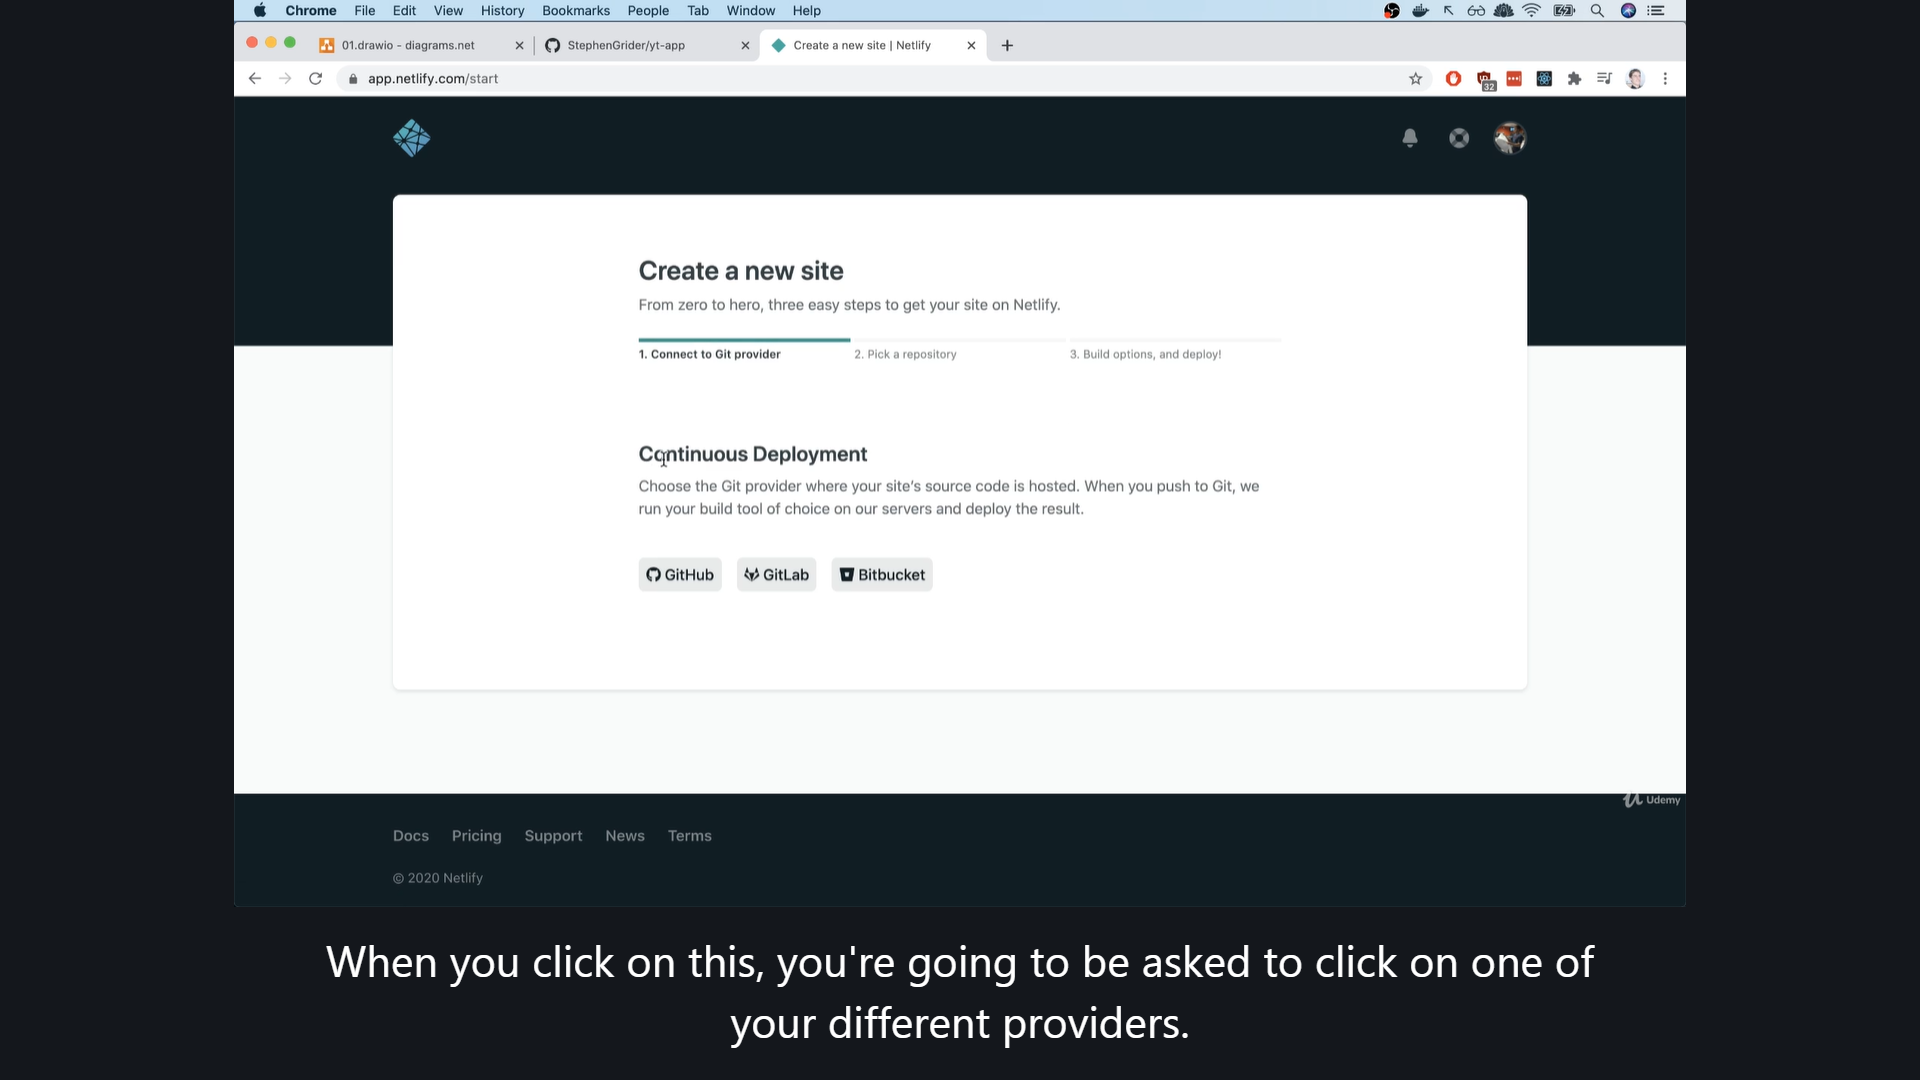 Chrome File Edit View History Bookmarks People Tab Window Help
01.drawio - diagrams.net
StephenGrider/yt-app
Create a new site | Netlify
app.netlify.com/start
32
Create a new site
From zero to hero, three easy steps to get your site on Netlify.
1. Connect to Git provider
2. Pick a repository
3. Build options, and deploy!
Continuous Deployment
Choose the Git provider where your site's source code is hosted. When you push to Git, we
run your build tool of choice on our servers and deploy the result.
GitHub GitLab Bitbucket
Udemy
Docs Pricing Support News Terms
© 2020 Netlify
When you click on this, you're going to be asked to click on one of
your different providers.